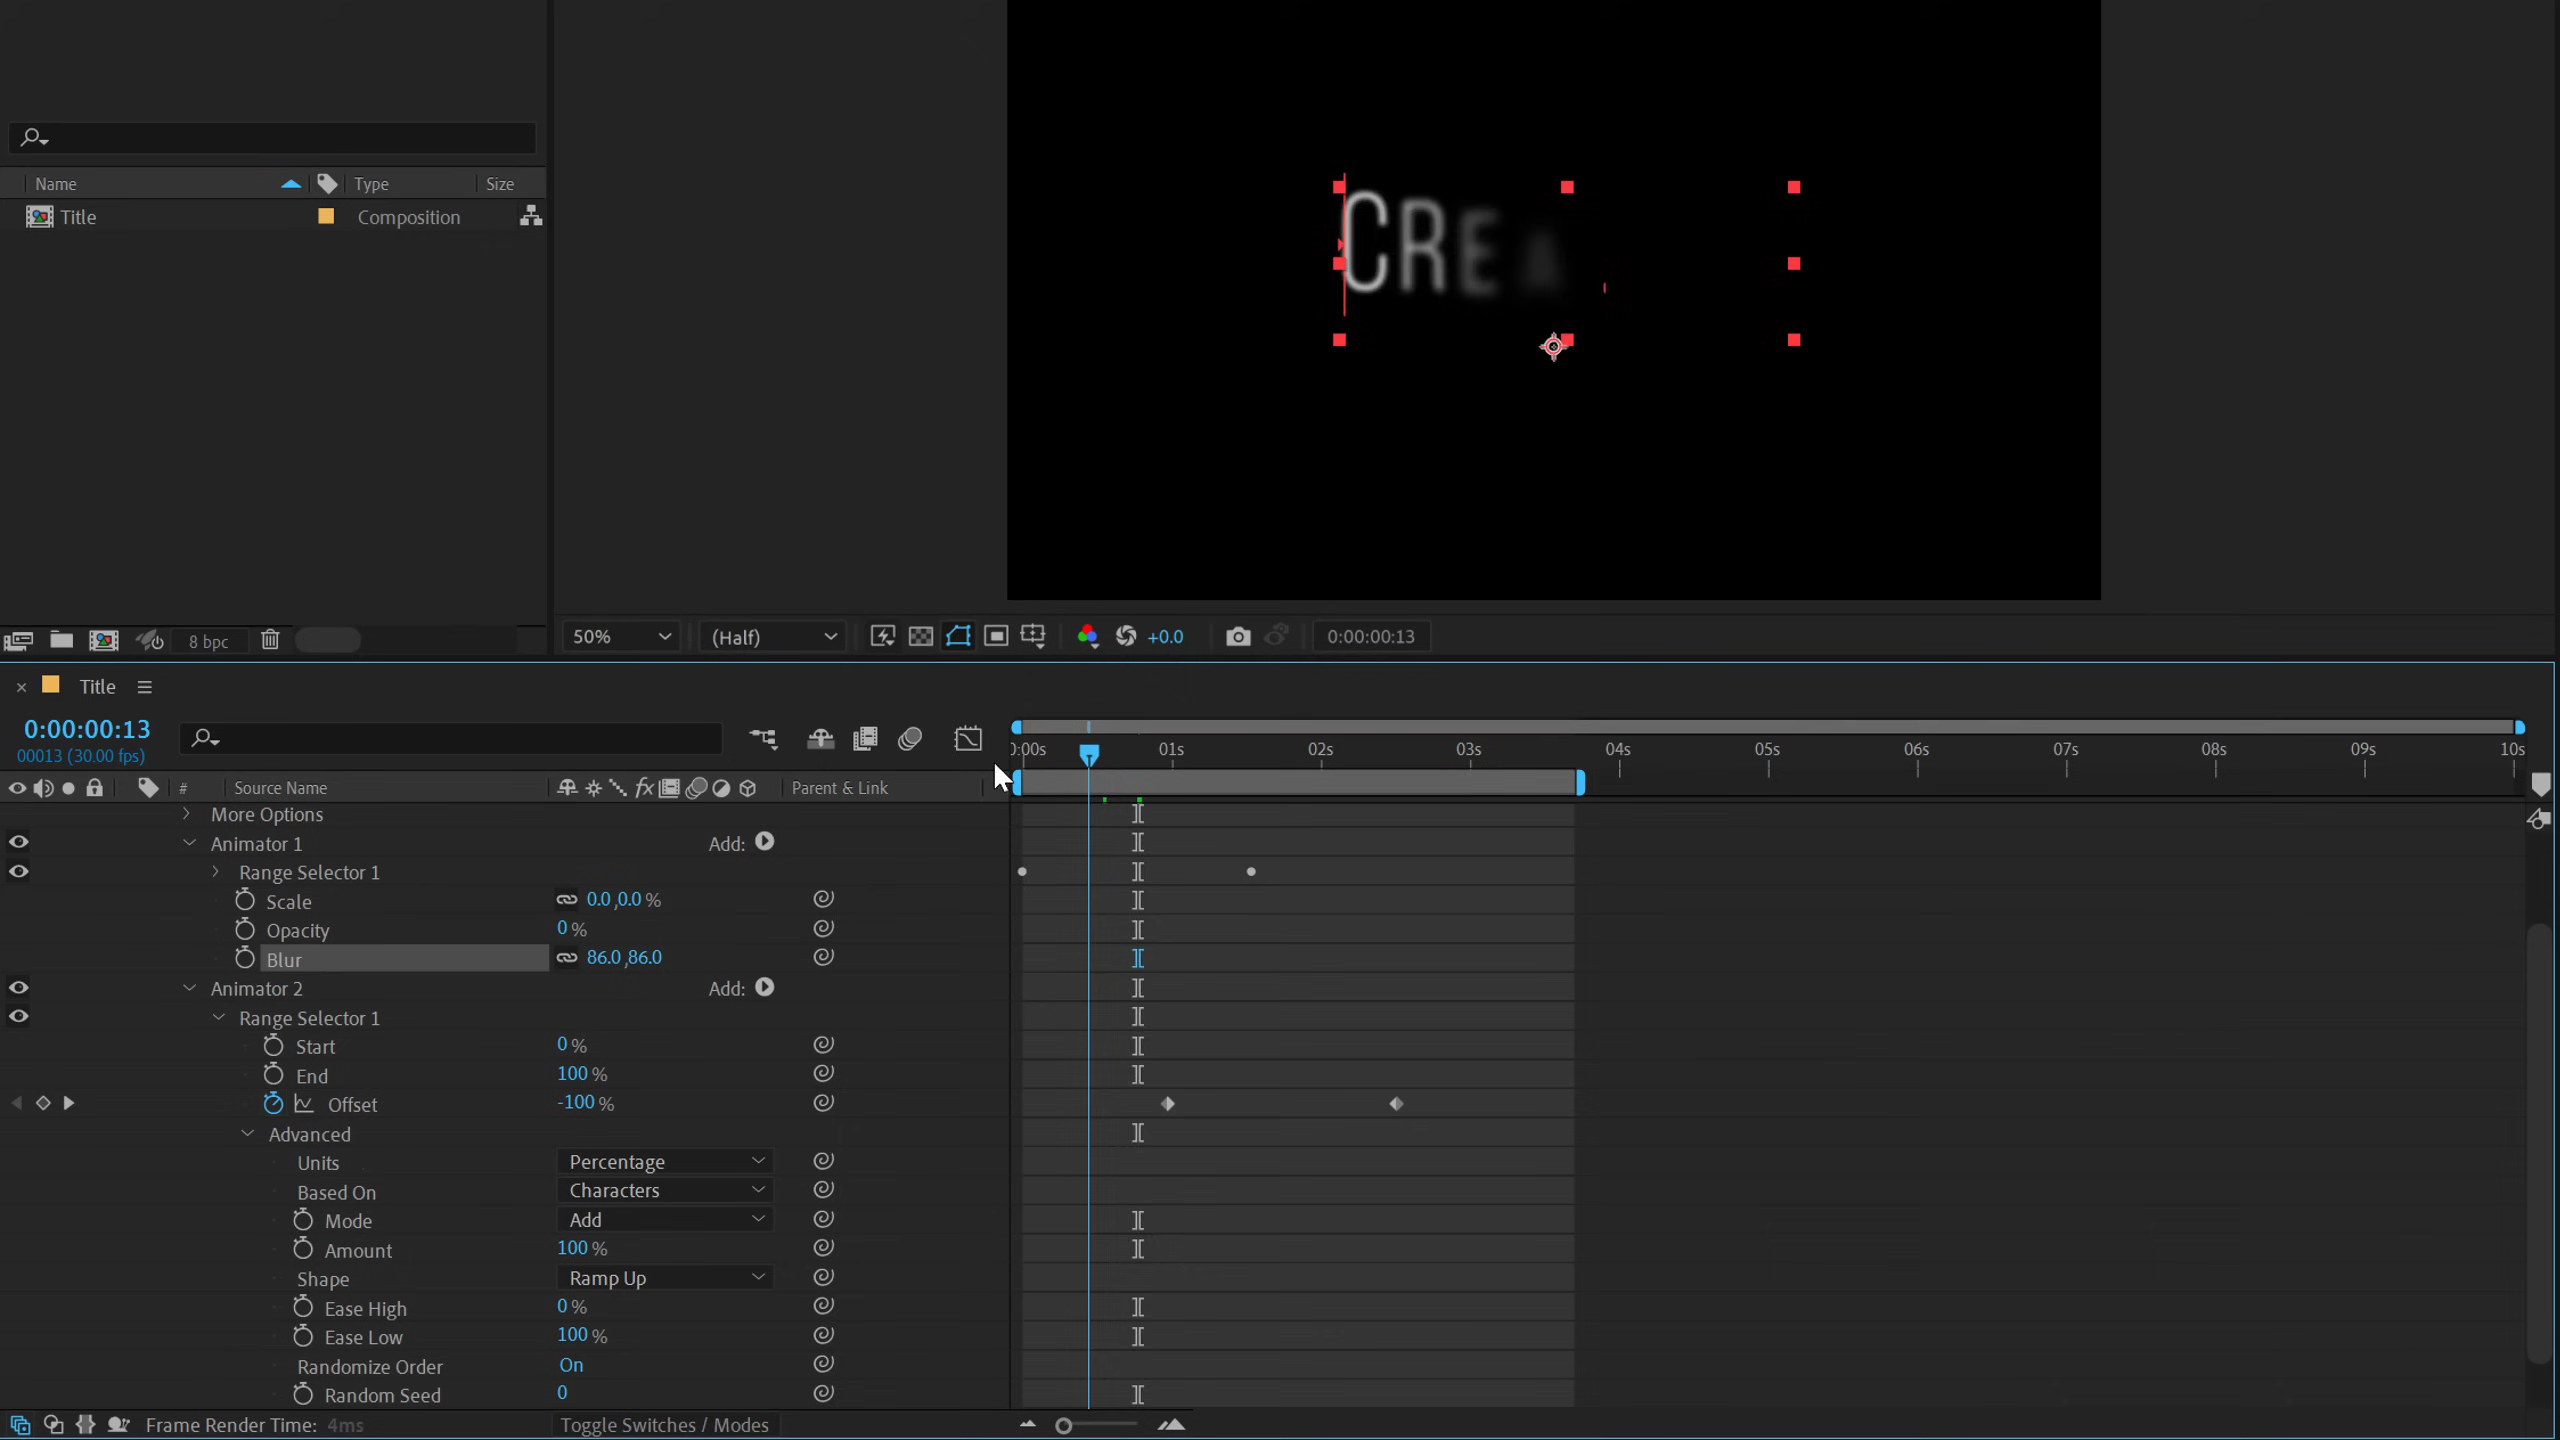 CREA
Name Type Size
Title Composition
8 bpc
50% (Half) +0.0 0:00:00:13
Title
0:00:00:13
00013 (30.00 fps)
0:00s 01s 02s 03s 04s 05s 06s 07s 08s 09s 10s
# Source Name fx Parent & Link
More Options
Animator 1 Add:
Range Selector 1
Scale 0.0,0.0 %
Opacity 0 %
Blur 86.0,86.0
Animator 2 Add:
Range Selector 1
Start 0 %
End 100 %
Offset -100 %
Advanced
Units Percentage
Based On Characters
Mode Add
Amount 100 %
Shape Ramp Up
Ease High 0 %
Ease Low 100 %
Randomize Order On
Random Seed 0
Frame Render Time: 4ms Toggle Switches / Modes